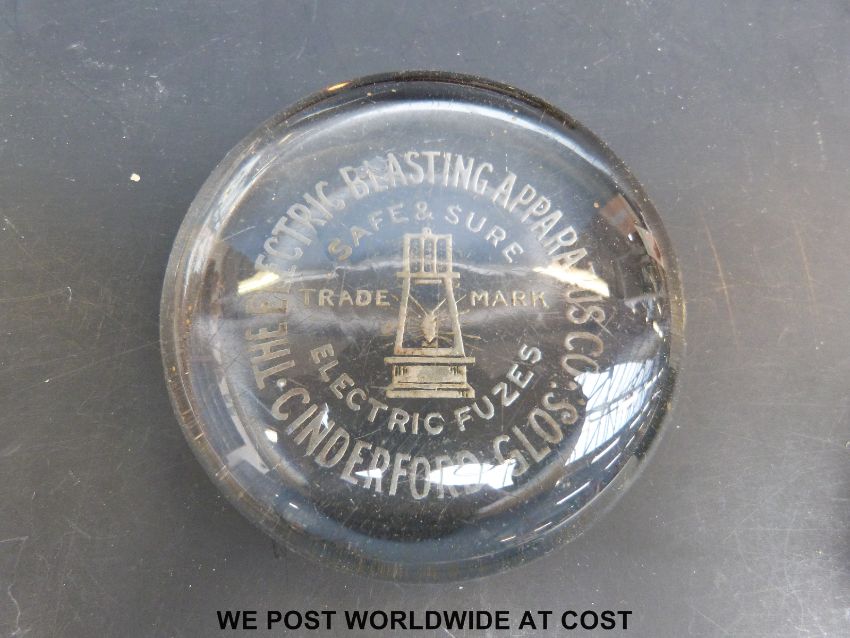 THE ELECTRIC BLASTING APPARATUS CO.
SAFE & SURE
TRADE MARK
ELECTRIC FUZES
· CINDERFORD · GLOS ·
WE POST WORLDWIDE AT COST